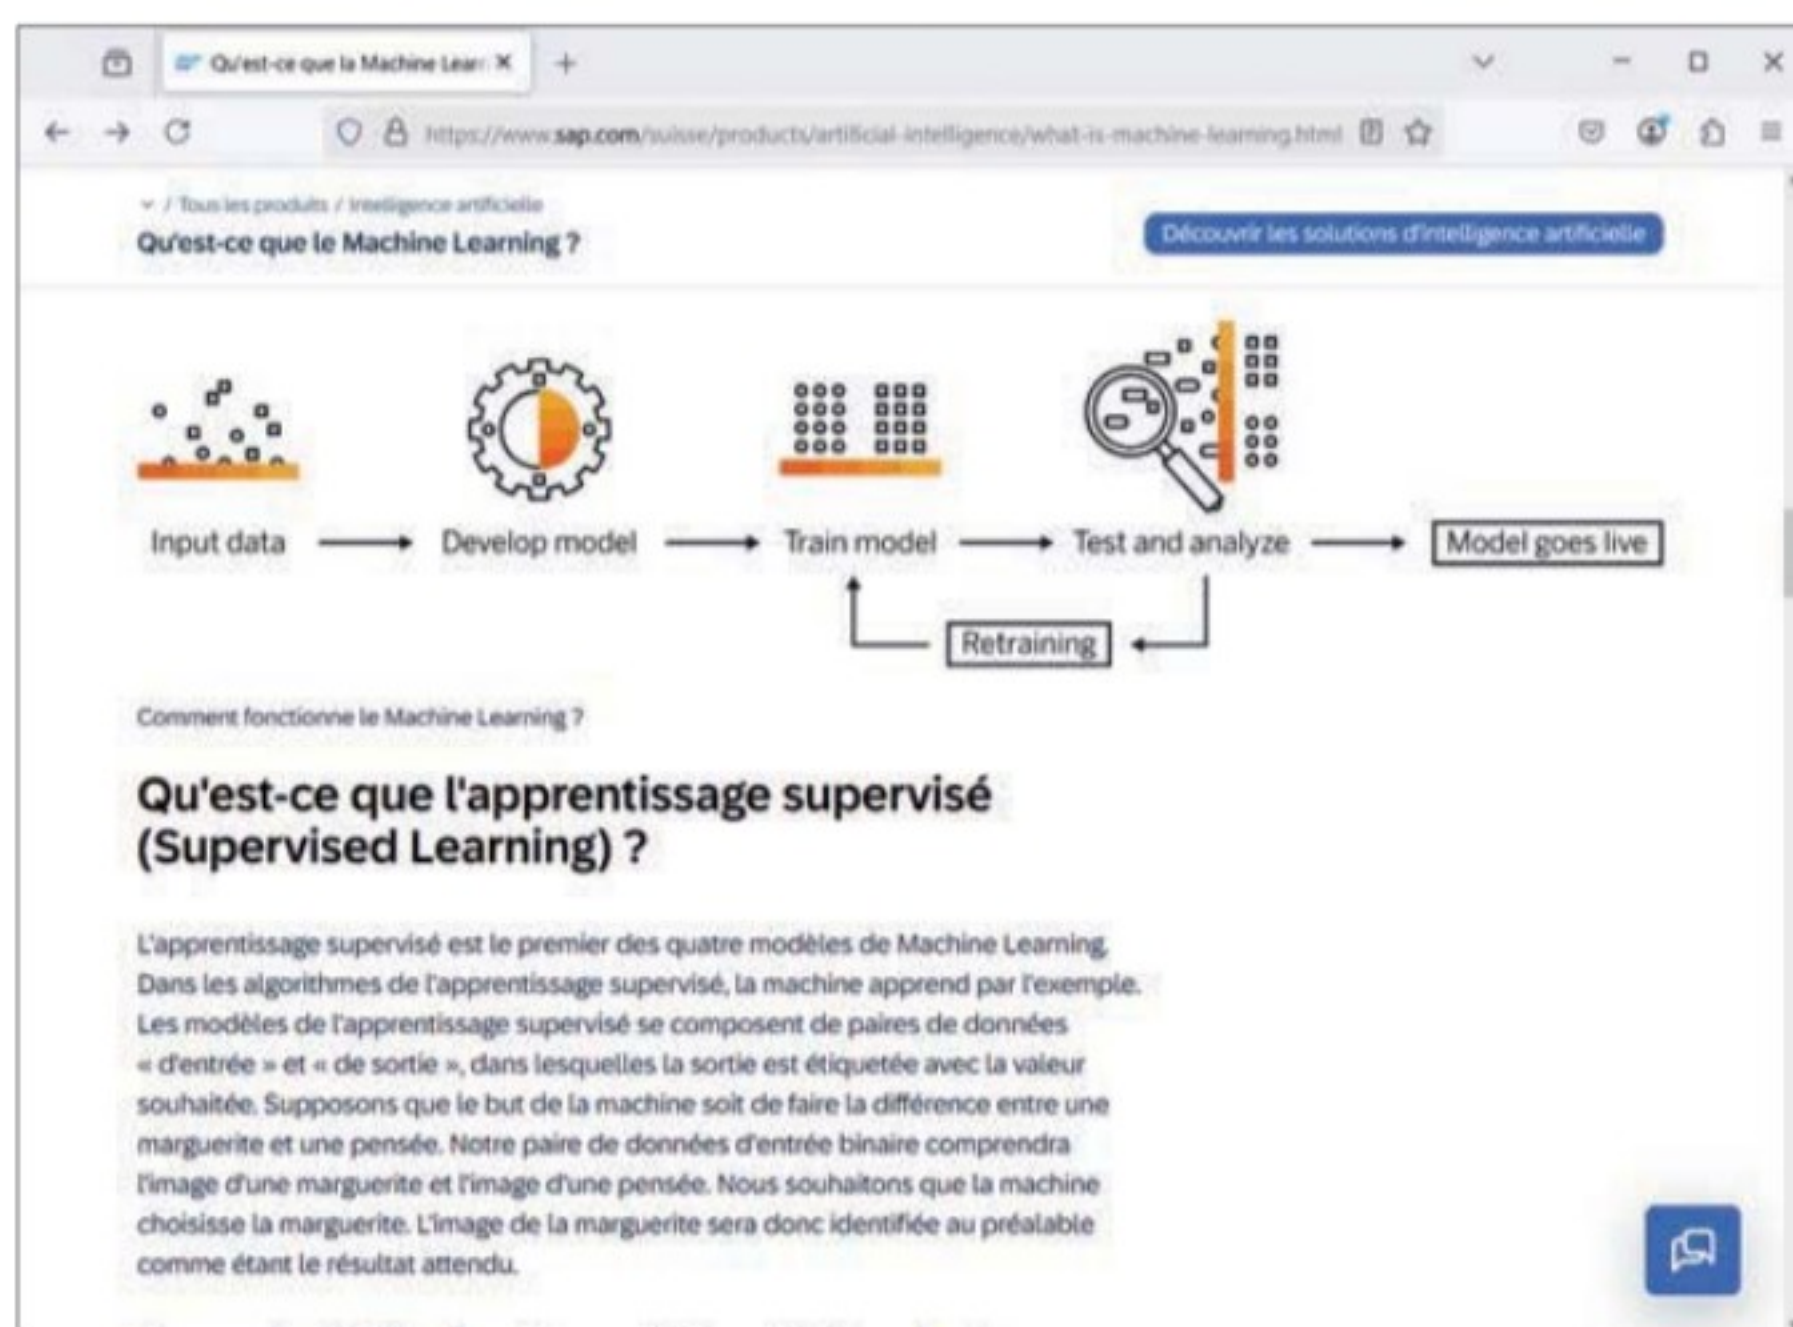 Qu'est-ce que la Machine Lear
https://www.sap.com/suisse/products/artificial-intelligence/what-is-machine-learning.html
/ Tous les produits / Intelligence artificielle
Qu'est-ce que le Machine Learning ?
Découvrir les solutions d'intelligence artificielle
Input data
Develop model
Train model
Test and analyze
Model goes live
Retraining
Comment fonctionne le Machine Learning ?
Qu'est-ce que l'apprentissage supervisé
(Supervised Learning) ?
L'apprentissage supervisé est le premier des quatre modèles de Machine Learning.
Dans les algorithmes de l'apprentissage supervisé, la machine apprend par l'exemple.
Les modèles de l'apprentissage supervisé se composent de paires de données
« d'entrée » et « de sortie », dans lesquelles la sortie est étiquetée avec la valeur
souhaitée. Supposons que le but de la machine soit de faire la différence entre une
marguerite et une pensée. Notre paire de données d'entrée binaire comprendra
l'image d'une marguerite et l'image d'une pensée. Nous souhaitons que la machine
choisisse la marguerite. L'image de la marguerite sera donc identifiée au préalable
comme étant le résultat attendu.